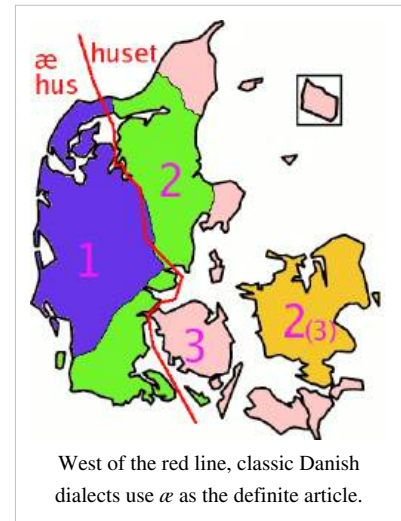 æ
hus
huset
2
1
3
2(3)
West of the red line, classic Danish
dialects use æ as the definite article.